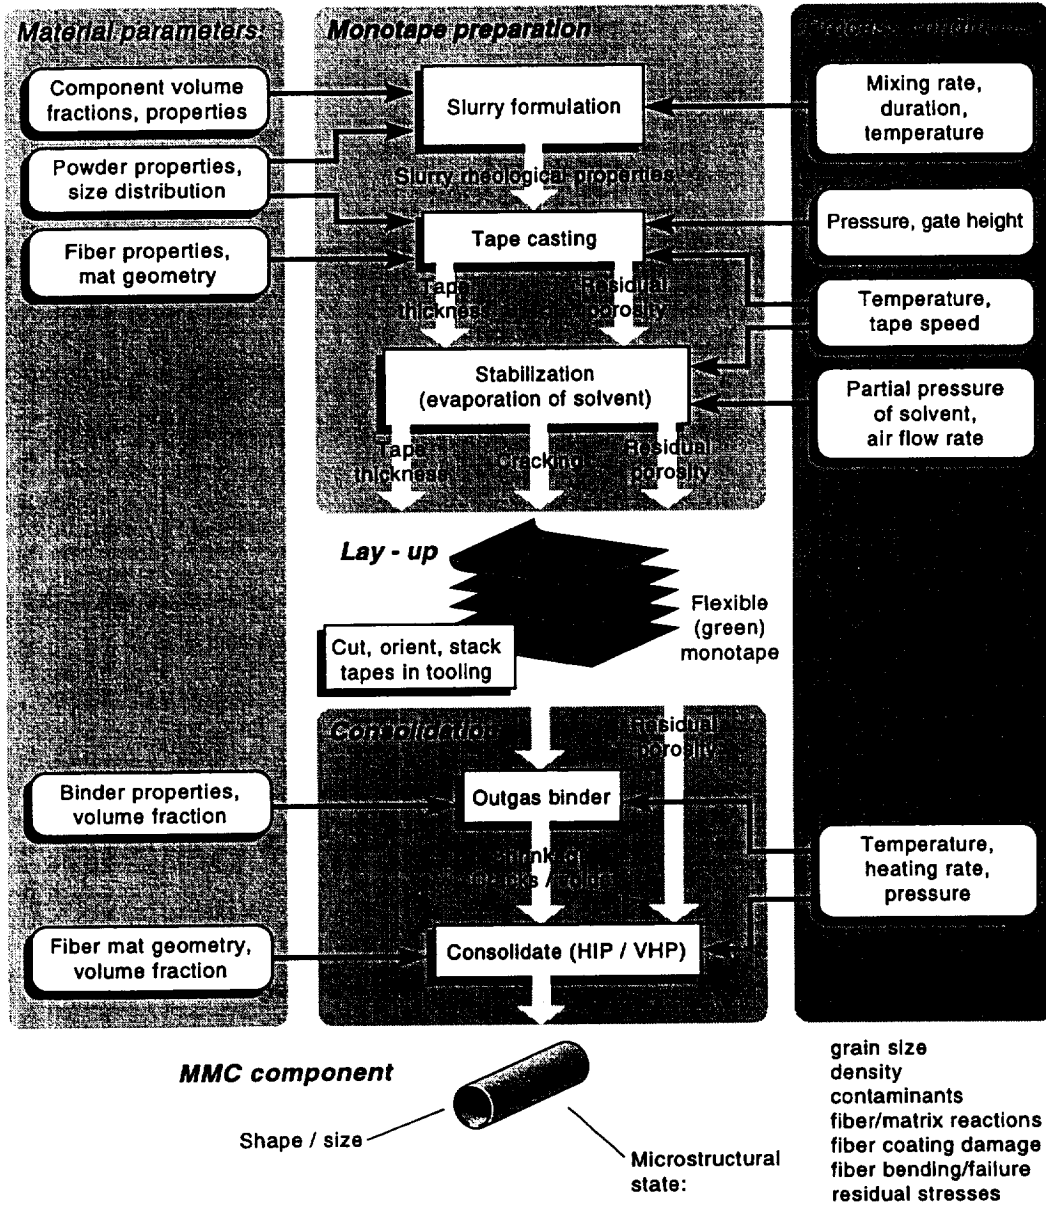 Material parameters:
Component volume
fractions, properties
Powder properties,
size distribution
Fiber properties,
mat geometry
Binder properties,
volume fraction
Fiber mat geometry,
volume fraction
Monotape preparation
Slurry formulation
Slurry rheological properties
Tape casting
Tape
thickness
Residual
porosity
Stabilization
(evaporation of solvent)
Tape
thickness
Cracking
Residual
porosity
Lay - up
Cut, orient, stack
tapes in tooling
Flexible
(green)
monotape
Consolidation
Residual
porosity
Outgas binder
Consolidate (HIP / VHP)
Mixing rate,
duration,
temperature
Pressure, gate height
Temperature,
tape speed
Partial pressure
of solvent,
air flow rate
Temperature,
heating rate,
pressure
MMC component
Shape / size
Microstructural
state:
grain size
density
contaminants
fiber/matrix reactions
fiber coating damage
fiber bending/failure
residual stresses